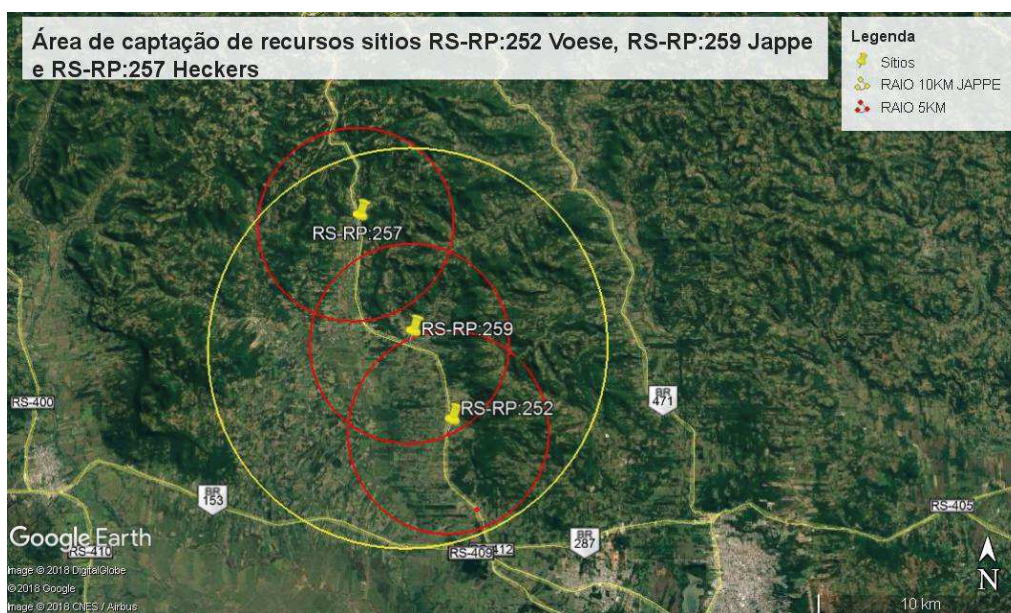 Área de captação de recursos sitios RS-RP:252 Voese, RS-RP:259 Jappe
e RS-RP:257 Heckers
Legenda
Sítios
RAIO 10KM JAPPE
RAIO 5KM
RS-RP:257
RS-RP:259
RS-RP:252
RS-400
BR
471
BR
153
RS-405
Google Earth
RS-410
RS-409
412
BR
287
Image © 2018 DigitalGlobe
©2018 Google
Image © 2018 CNES / Airbus
N
10 km